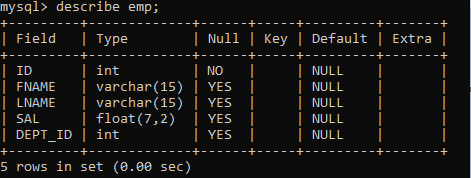 mysql> describe emp;
+---------+-------------+------+-----+---------+-------+
| Field   | Type        | Null | Key | Default | Extra |
+---------+-------------+------+-----+---------+-------+
| ID      | int         | NO   |     | NULL    |       |
| FNAME   | varchar(15) | YES  |     | NULL    |       |
| LNAME   | varchar(15) | YES  |     | NULL    |       |
| SAL     | float(7,2)  | YES  |     | NULL    |       |
| DEPT_ID | int         | YES  |     | NULL    |       |
+---------+-------------+------+-----+---------+-------+
5 rows in set (0.00 sec)